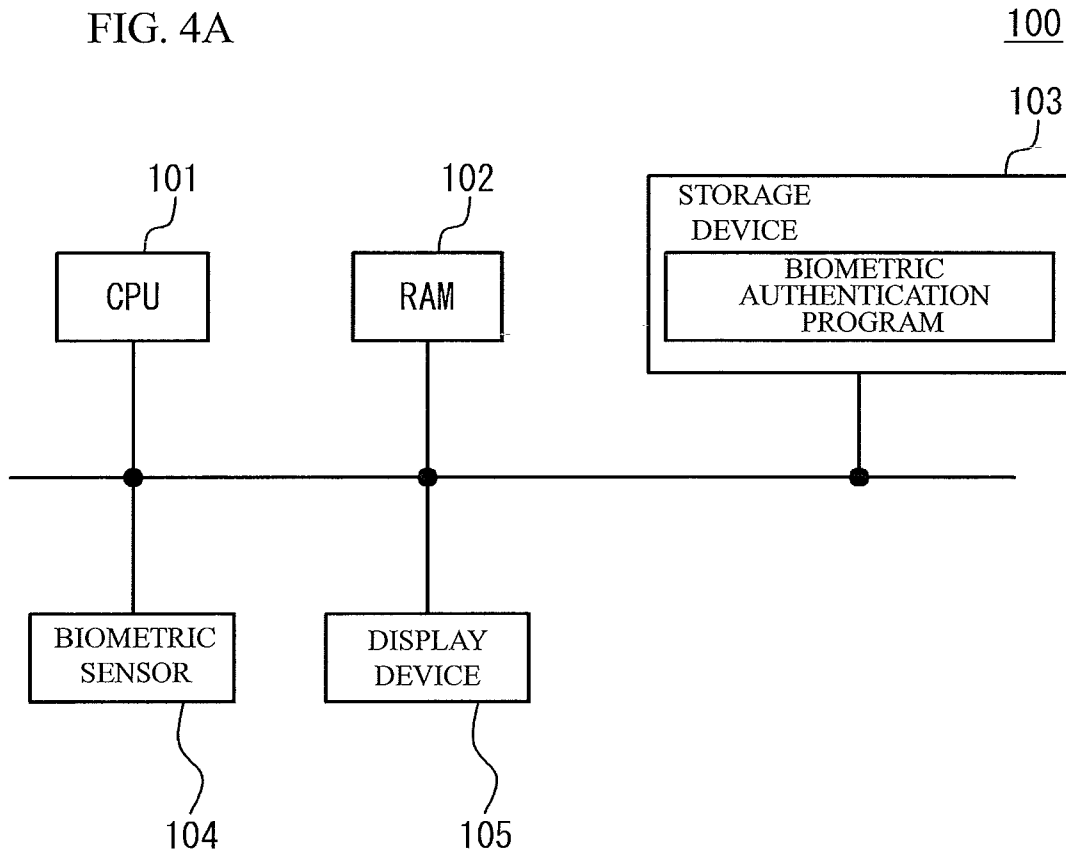 FIG. 4A
100
103
101
102
STORAGE
DEVICE
CPU
RAM
BIOMETRIC
AUTHENTICATION
PROGRAM
BIOMETRIC
SENSOR
DISPLAY
DEVICE
104
105